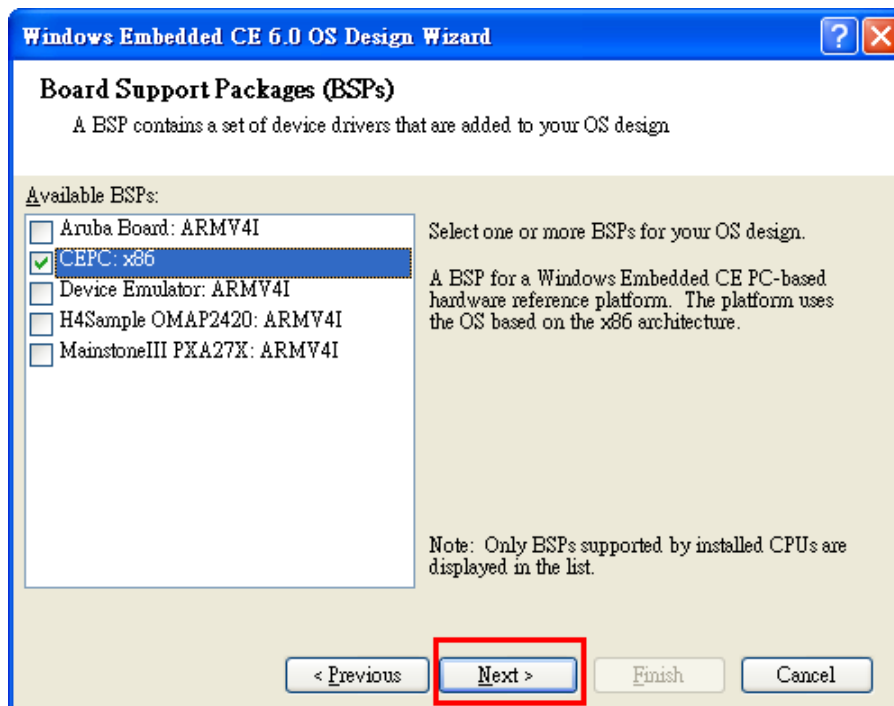 Windows Embedded CE 6.0 OS Design Wizard
Board Support Packages (BSPs)
A BSP contains a set of device drivers that are added to your OS design
Available BSPs:
Aruba Board: ARMV4I
CEPC: x86
Device Emulator: ARMV4I
H4Sample OMAP2420: ARMV4I
MainstoneIII PXA27X: ARMV4I
Select one or more BSPs for your OS design.
A BSP for a Windows Embedded CE PC-based
hardware reference platform. The platform uses
the OS based on the x86 architecture.
Note: Only BSPs supported by installed CPUs are
displayed in the list.
< Previous
Next >
Finish
Cancel